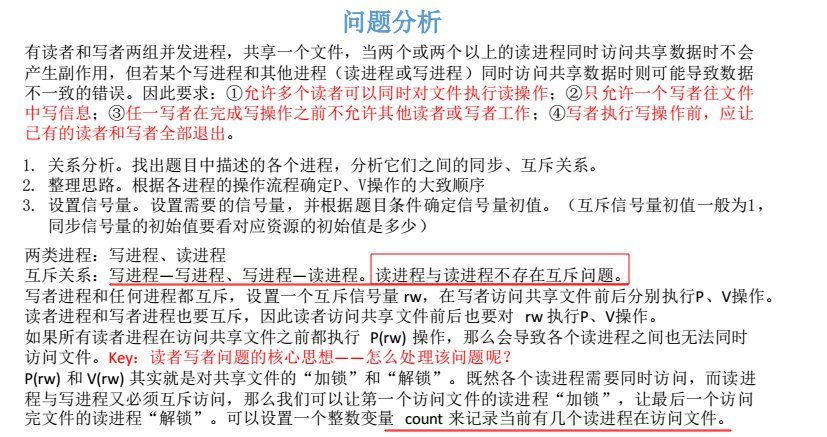 问题分析
有读者和写者两组并发进程，共享一个文件，当两个或两个以上的读进程同时访问共享数据时不会
产生副作用，但若某个写进程和其他进程（读进程或写进程）同时访问共享数据时则可能导致数据
不一致的错误。因此要求：①允许多个读者可以同时对文件执行读操作；②只允许一个写者往文件
中写信息；③任一写者在完成写操作之前不允许其他读者或写者工作；④写者执行写操作前，应让
已有的读者和写者全部退出。
1. 关系分析。找出题目中描述的各个进程，分析它们之间的同步、互斥关系。
2. 整理思路。根据各进程的操作流程确定P、V操作的大致顺序
3. 设置信号量。设置需要的信号量，并根据题目条件确定信号量初值。（互斥信号量初值一般为1，
同步信号量的初始值要看对应资源的初始值是多少）
两类进程：写进程、读进程
互斥关系：写进程—写进程、写进程—读进程。读进程与读进程不存在互斥问题。
写者进程和任何进程都互斥，设置一个互斥信号量 rw，在写者访问共享文件前后分别执行P、V操作。
读者进程和写者进程也要互斥，因此读者访问共享文件前后也要对 rw 执行P、V操作。
如果所有读者进程在访问共享文件之前都执行 P(rw) 操作，那么会导致各个读进程之间也无法同时
访问文件。Key：读者写者问题的核心思想——怎么处理该问题呢？
P(rw) 和 V(rw) 其实就是对共享文件的“加锁”和“解锁”。既然各个读进程需要同时访问，而读进
程与写进程又必须互斥访问，那么我们可以让第一个访问文件的读进程“加锁”，让最后一个访问
完文件的读进程“解锁”。可以设置一个整数变量 count 来记录当前有几个读进程在访问文件。